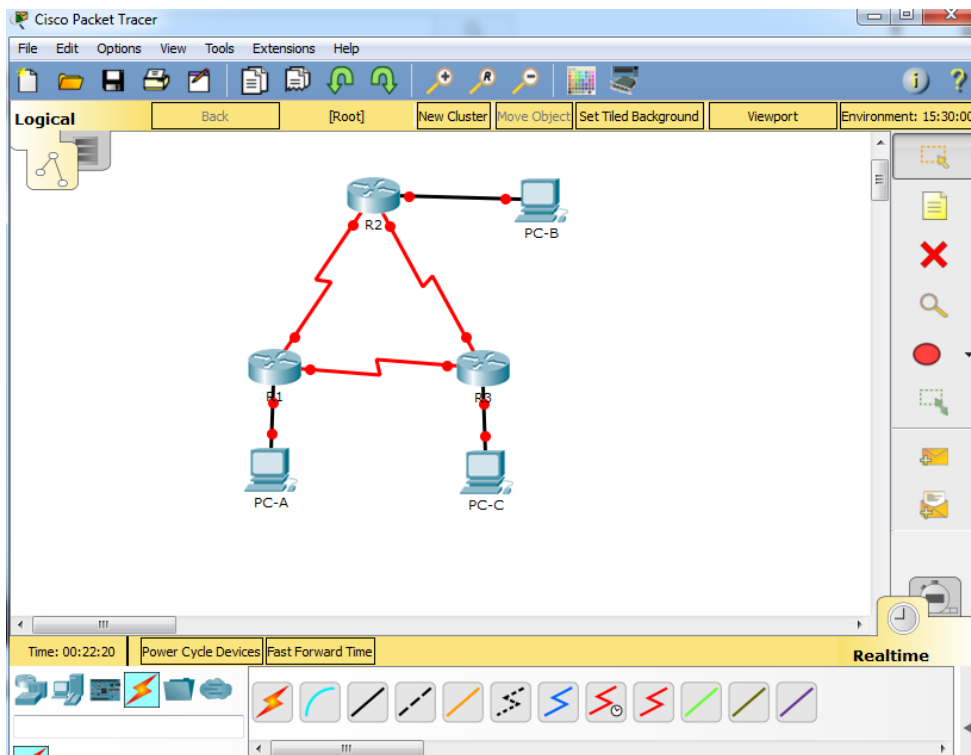 Cisco Packet Tracer
File Edit Options View Tools Extensions Help
Logical Back [Root] New Cluster Move Object Set Tiled Background Viewport Environment: 15:30:00
R2
PC-B
R1 R3
PC-A PC-C
Time: 00:22:20 Power Cycle Devices Fast Forward Time Realtime